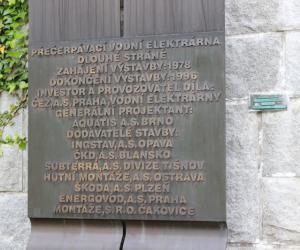 PŘEČERPÁVACÍ VODNÍ ELEKTRÁRNA
DLOUHÉ STRÁNĚ
ZAHÁJENÍ VÝSTAVBY:1978
DOKONČENÍ VÝSTAVBY:1996
INVESTOR A PROVOZOVATEL DÍLA:
ČEZ,A.S.PRAHA,VODNÍ ELEKTRÁRNY
GENERÁLNÍ PROJEKTANT:
AQUATIS A.S.BRNO
DODAVATELÉ STAVBY:
INGSTAV,A.S.OPAVA
ČKD,A.S.BLANSKO
SUBTERRA,A.S.DIVIZE TIŠNOV
HUTNÍ MONTÁŽE,A.S.OSTRAVA
ŠKODA,A.S.PLZEŇ
ENERGOVOD,A.S.PRAHA
MONTÁŽE,S.R.O.ČAKOVICE